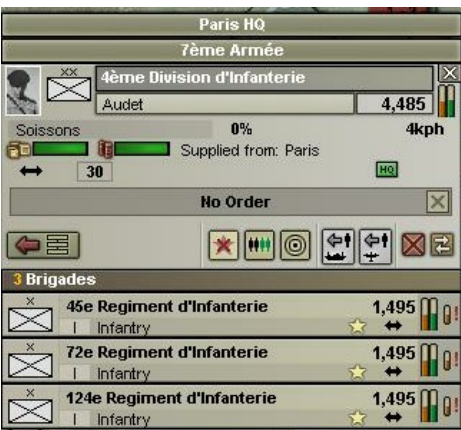 Paris HQ
7ème Armée
XX
4ème Division d'Infanterie
Audet
4,485
Soissons
0%
4kph
Supplied from: Paris
30
HQ
No Order
3 Brigades
X
45e Regiment d'Infanterie
1,495
I
Infantry
X
72e Regiment d'Infanterie
1,495
I
Infantry
X
124e Regiment d'Infanterie
1,495
I
Infantry